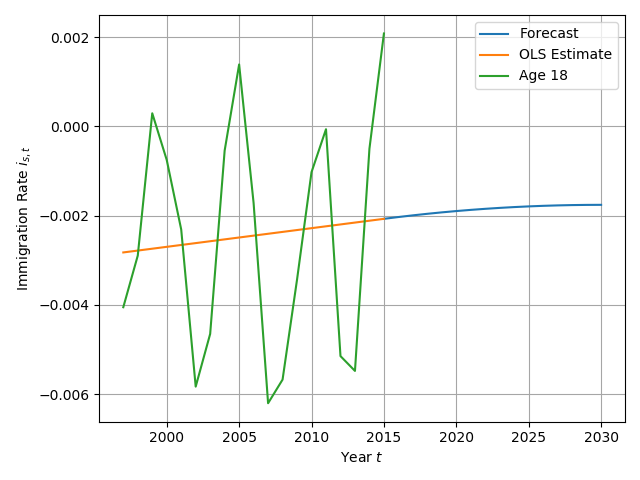 0.002
0.000
−0.002
−0.004
−0.006
Immigration Rate i_{s,t}
Forecast
OLS Estimate
Age 18
2000 2005 2010 2015 2020 2025 2030
Year t